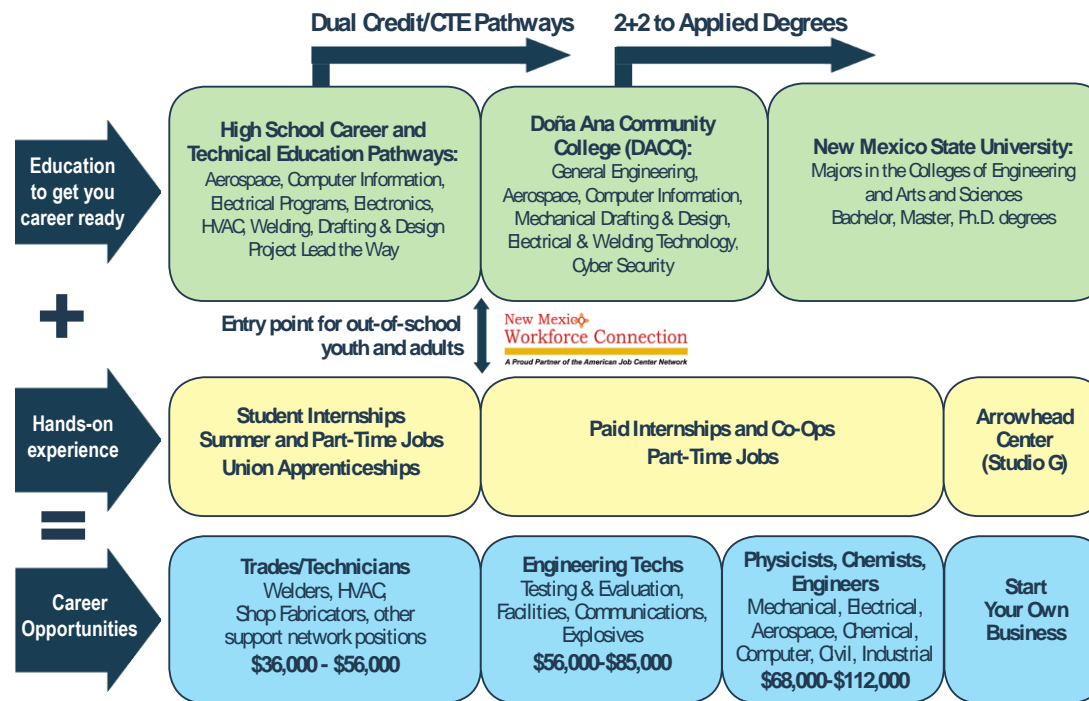 Dual Credit/CTE Pathways
2+2 to Applied Degrees
Education
to get you
career ready
High School Career and
Technical Education Pathways:
Aerospace, Computer Information,
Electrical Programs, Electronics,
HVAC, Welding, Drafting & Design
Project Lead the Way
Doña Ana Community
College (DACC):
General Engineering,
Aerospace, Computer Information,
Mechanical Drafting & Design,
Electrical & Welding Technology,
Cyber Security
New Mexico State University:
Majors in the Colleges of Engineering
and Arts and Sciences
Bachelor, Master, Ph.D. degrees
+
Entry point for out-of-school
youth and adults
New Mexico
Workforce Connection
A Proud Partner of the American Job Center Network
Hands-on
experience
Student Internships
Summer and Part-Time Jobs
Union Apprenticeships
Paid Internships and Co-Ops
Part-Time Jobs
Arrowhead
Center
(Studio G)
=
Career
Opportunities
Trades/Technicians
Welders, HVAC,
Shop Fabricators, other
support network positions
$36,000 - $56,000
Engineering Techs
Testing & Evaluation,
Facilities, Communications,
Explosives
$56,000-$85,000
Physicists, Chemists,
Engineers
Mechanical, Electrical,
Aerospace, Chemical,
Computer, Civil, Industrial
$68,000-$112,000
Start
Your Own
Business